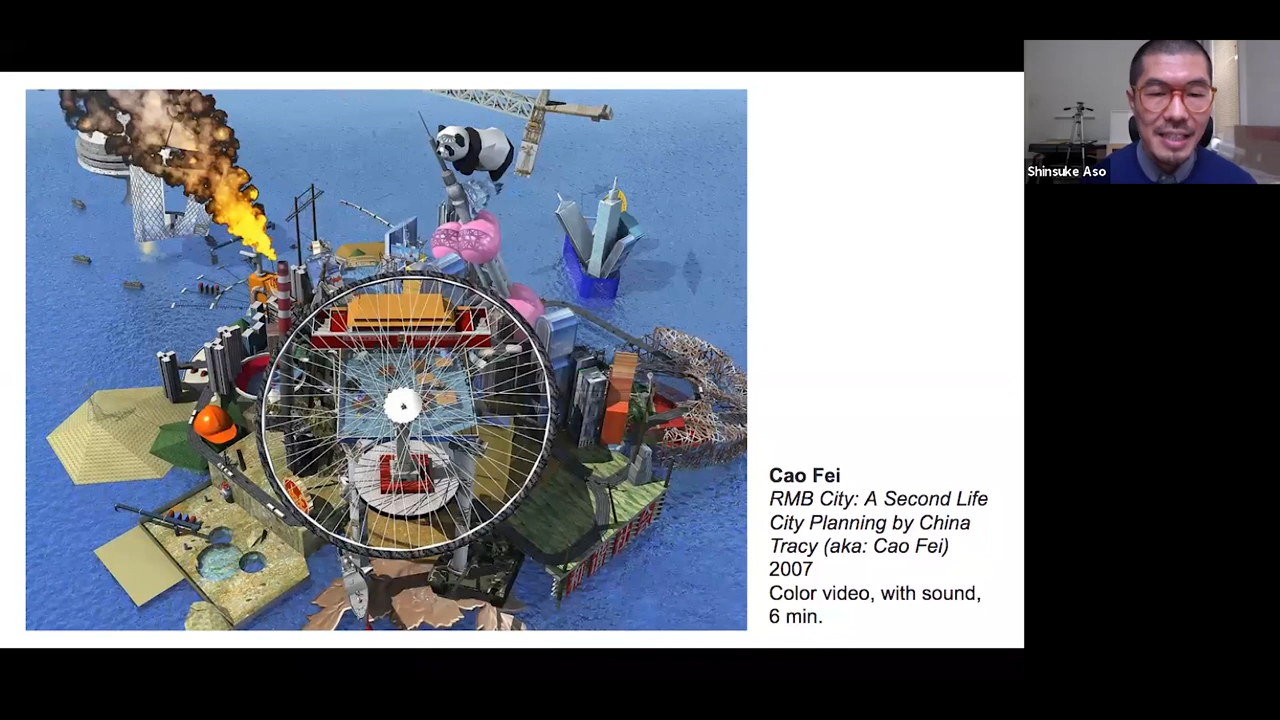 Shinsuke Aso
Cao Fei
RMB City: A Second Life
City Planning by China
Tracy (aka: Cao Fei)
2007
Color video, with sound,
6 min.